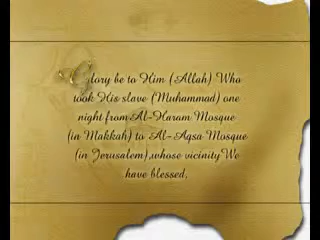 Glory be to Him (Allah) Who
took His slave (Muhammad) one
night from Al-Haram Mosque
(in Makkah) to Al-Aqsa Mosque
(in Jerusalem),whose vicinity We
have blessed.